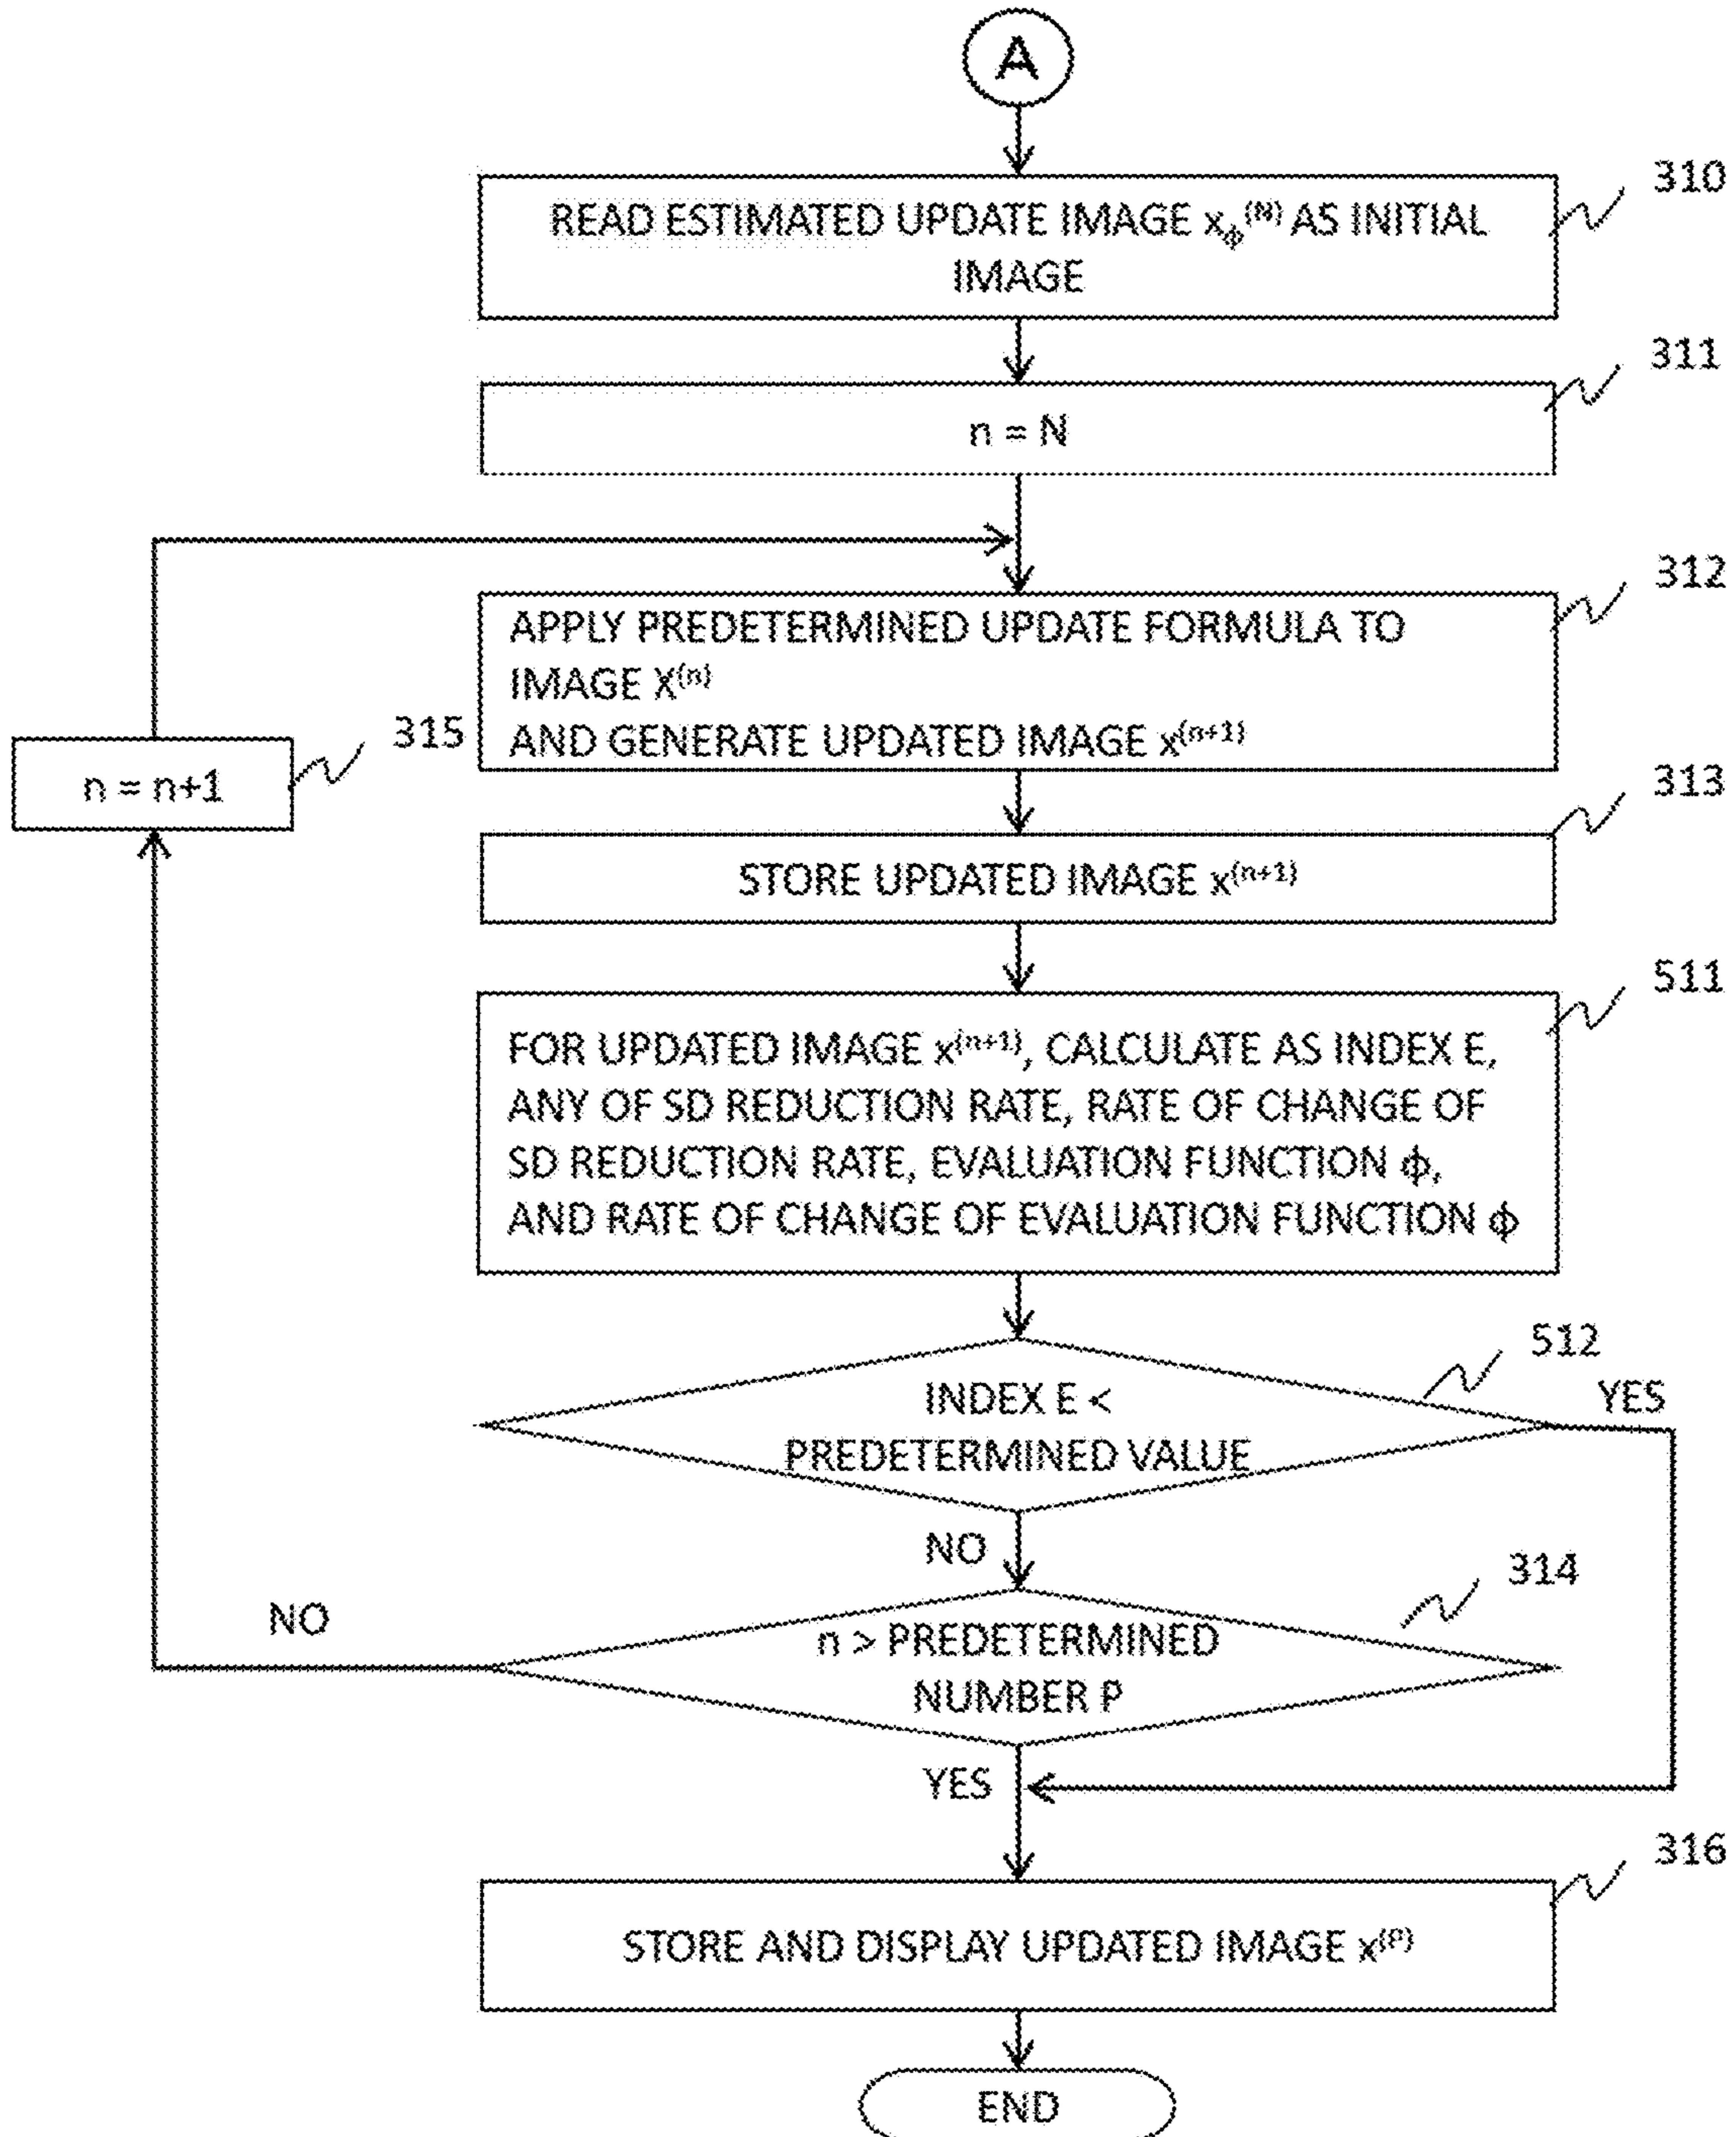 A
310
READ ESTIMATED UPDATE IMAGE xϕ(N) AS INITIAL
IMAGE
311
n = N
312
APPLY PREDETERMINED UPDATE FORMULA TO
IMAGE X(n)
AND GENERATE UPDATED IMAGE x(n+1)
315
n = n+1
313
STORE UPDATED IMAGE x(n+1)
511
FOR UPDATED IMAGE x(n+1), CALCULATE AS INDEX E,
ANY OF SD REDUCTION RATE, RATE OF CHANGE OF
SD REDUCTION RATE, EVALUATION FUNCTION ϕ,
AND RATE OF CHANGE OF EVALUATION FUNCTION ϕ
512
INDEX E <
PREDETERMINED VALUE
YES
NO
314
n > PREDETERMINED
NUMBER P
NO
YES
316
STORE AND DISPLAY UPDATED IMAGE x(P)
END